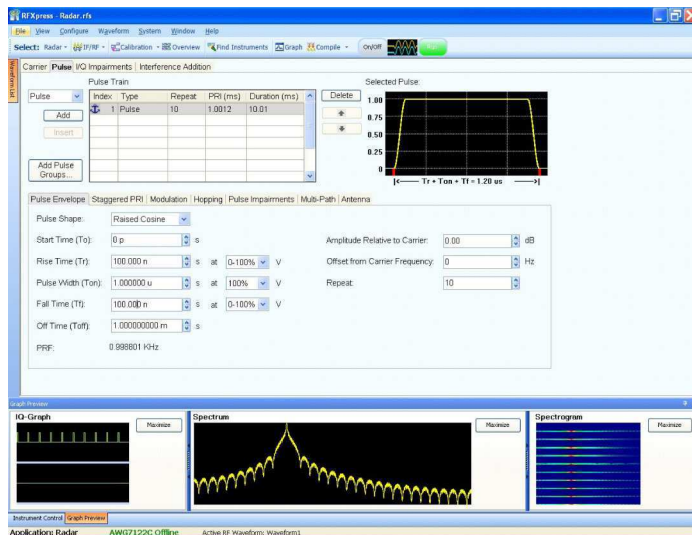 RFXpress - Radar.rfs
File View Configure Waveform System Window Help
Select: Radar IF/RF Calibration Overview Find Instruments Graph Compile On/Off
Waveform List
Carrier Pulse I/Q Impairments Interference Addition
Pulse Train
Selected Pulse:
Pulse
Index Type Repeat PRI (ms) Duration (ms)
Delete
1 Pulse 10 1.0012 10.01
Add
Insert
Add Pulse
Groups...
1.00
0.75
0.50
0.25
0
Tr + Ton + Tf = 1.20 us
Pulse Envelope Staggered PRI Modulation Hopping Pulse Impairments Multi-Path Antenna
Pulse Shape: Raised Cosine
Start Time (To): 0 p s
Amplitude Relative to Carrier: 0.00 dB
Rise Time (Tr): 100.000 n s at 0-100% V
Offset from Carrier Frequency: 0 Hz
Pulse Width (Ton): 1.000000 u s at 100% V
Repeat: 10
Fall Time (Tf): 100.000 n s at 0-100% V
Off Time (Toff): 1.000000000 m s
PRF: 0.998801 KHz
Graph Preview
IQ-Graph
Maximize
Spectrum
Maximize
Spectrogram
Maximize
Instrument Control Graph Preview
Application: Radar AWG7122C Offline Active RF Waveform: Waveform1